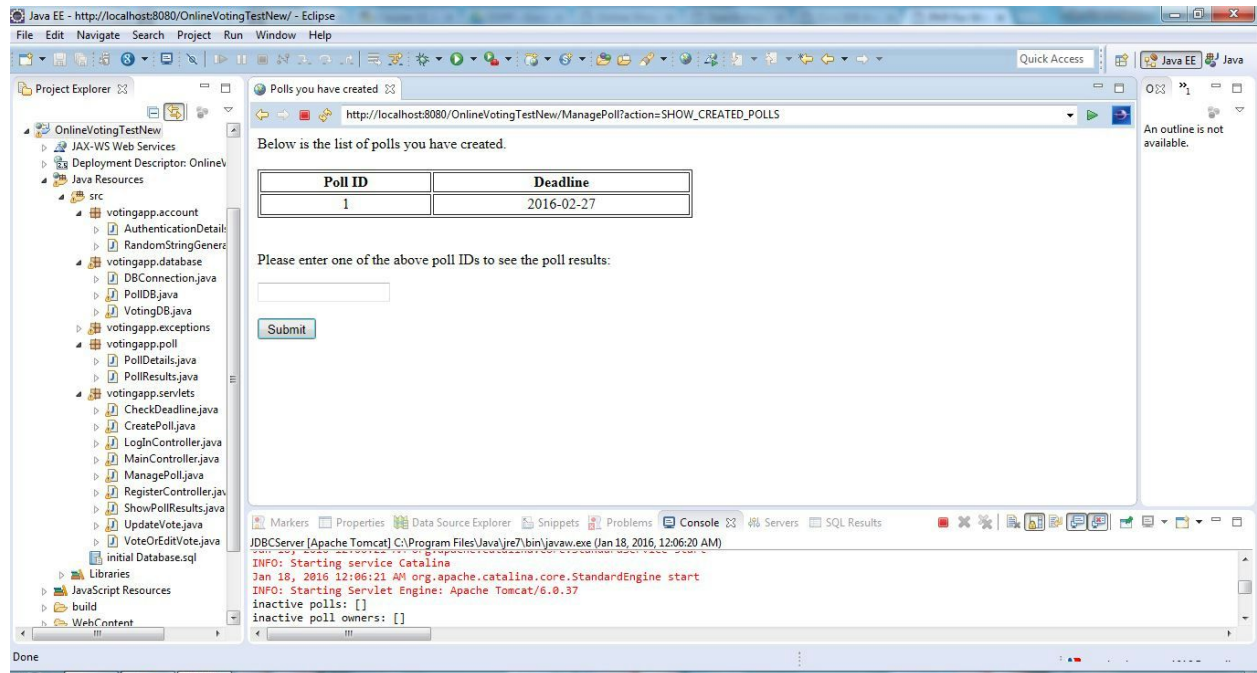 Java EE - http://localhost:8080/OnlineVotingTestNew/ - Eclipse
File Edit Navigate Search Project Run Window Help
Quick Access
Java EE
Java
Project Explorer
OnlineVotingTestNew
JAX-WS Web Services
Deployment Descriptor: OnlineV
Java Resources
src
votingapp.account
AuthenticationDetails
RandomStringGenera
votingapp.database
DBConnection.java
PollDB.java
VotingDB.java
votingapp.exceptions
votingapp.poll
PollDetails.java
PollResults.java
votingapp.servlets
CheckDeadline.java
CreatePoll.java
LogInController.java
MainController.java
ManagePoll.java
RegisterController.jav
ShowPollResults.java
UpdateVote.java
VoteOrEditVote.java
initial Database.sql
Libraries
JavaScript Resources
build
WebContent
Polls you have created
http://localhost:8080/OnlineVotingTestNew/ManagePoll?action=SHOW_CREATED_POLLS
Below is the list of polls you have created.
Poll ID Deadline
1 2016-02-27
Please enter one of the above poll IDs to see the poll results:
Submit
An outline is not
available.
Markers Properties Data Source Explorer Snippets Problems Console Servers SQL Results
JDBCServer [Apache Tomcat] C:\Program Files\Java\jre7\bin\javaw.exe (Jan 18, 2016, 12:06:20 AM)
INFO: Starting service Catalina
Jan 18, 2016 12:06:21 AM org.apache.catalina.core.StandardEngine start
INFO: Starting Servlet Engine: Apache Tomcat/6.0.37
inactive polls: []
inactive poll owners: []
Done